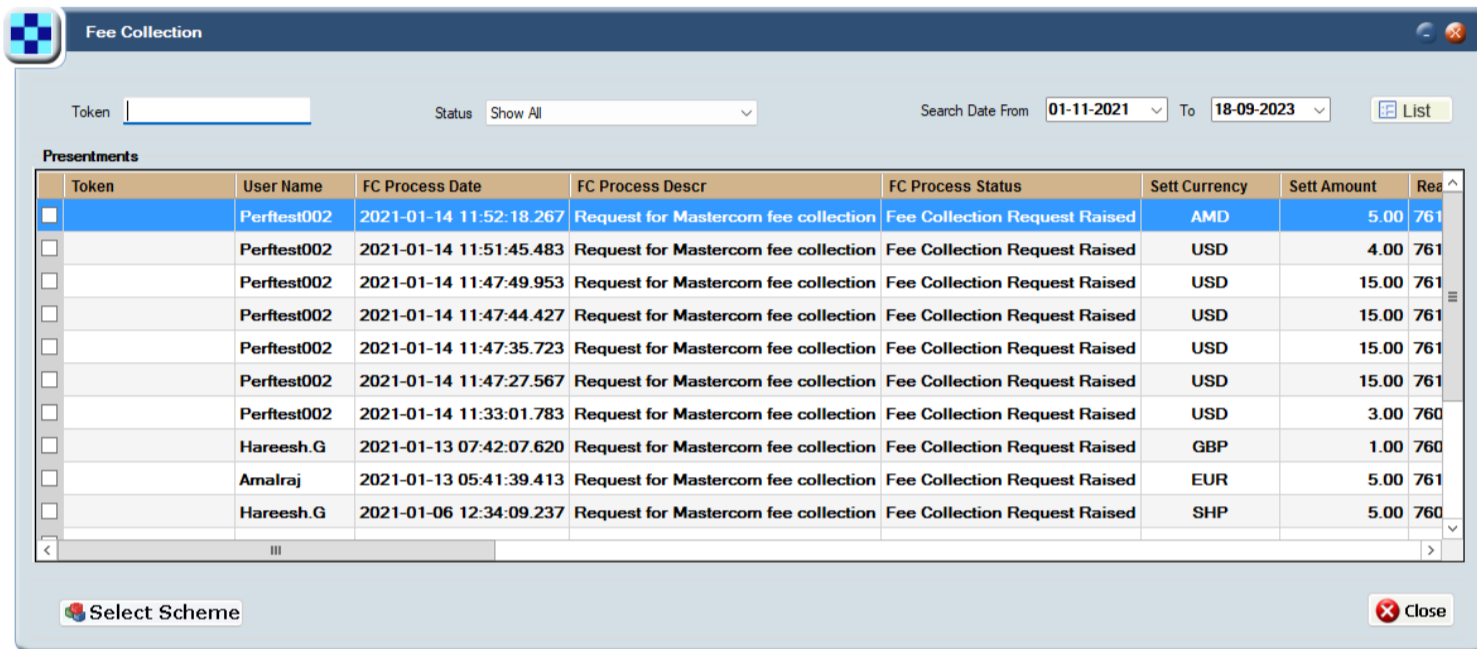 Fee Collection
Token Status Show All Search Date From 01-11-2021 To 18-09-2023 List
Presentments
Token User Name FC Process Date FC Process Descr FC Process Status Sett Currency Sett Amount Rea
Perftest002 2021-01-14 11:52:18.267 Request for Mastercom fee collection Fee Collection Request Raised AMD 5.00 761
Perftest002 2021-01-14 11:51:45.483 Request for Mastercom fee collection Fee Collection Request Raised USD 4.00 761
Perftest002 2021-01-14 11:47:49.953 Request for Mastercom fee collection Fee Collection Request Raised USD 15.00 761
Perftest002 2021-01-14 11:47:44.427 Request for Mastercom fee collection Fee Collection Request Raised USD 15.00 761
Perftest002 2021-01-14 11:47:35.723 Request for Mastercom fee collection Fee Collection Request Raised USD 15.00 761
Perftest002 2021-01-14 11:47:27.567 Request for Mastercom fee collection Fee Collection Request Raised USD 15.00 761
Perftest002 2021-01-14 11:33:01.783 Request for Mastercom fee collection Fee Collection Request Raised USD 3.00 760
Hareesh.G 2021-01-13 07:42:07.620 Request for Mastercom fee collection Fee Collection Request Raised GBP 1.00 760
Amalraj 2021-01-13 05:41:39.413 Request for Mastercom fee collection Fee Collection Request Raised EUR 5.00 761
Hareesh.G 2021-01-06 12:34:09.237 Request for Mastercom fee collection Fee Collection Request Raised SHP 5.00 760
Select Scheme Close